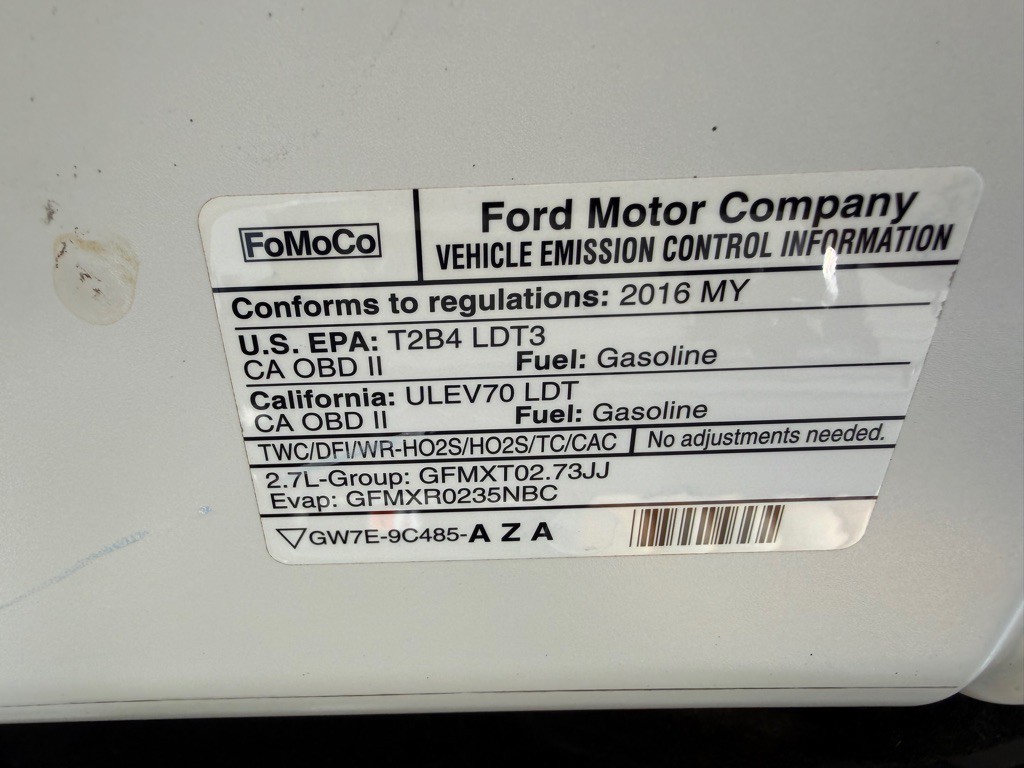 FoMoCo
Ford Motor Company
VEHICLE EMISSION CONTROL INFORMATION
Conforms to regulations: 2016 MY
U.S. EPA: T2B4 LDT3
CA OBD II Fuel: Gasoline
California: ULEV70 LDT
CA OBD II Fuel: Gasoline
TWC/DFI/WR-HO2S/HO2S/TC/CAC No adjustments needed.
2.7L-Group: GFMXT02.73JJ
Evap: GFMXR0235NBC
▽GW7E-9C485-A Z A